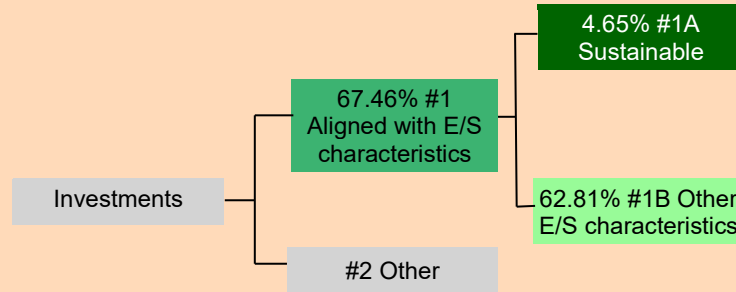 4.65% #1A
Sustainable
67.46% #1
Aligned with E/S
characteristics
Investments
62.81% #1B Other
E/S characteristics
#2 Other